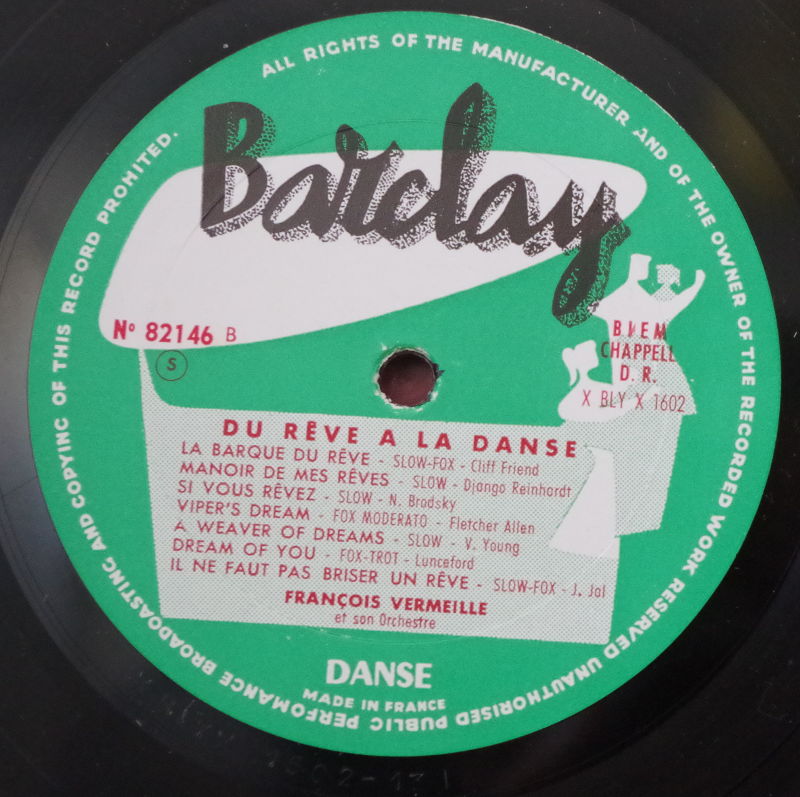 ALL RIGHTS OF THE MANUFACTURER AND OF THE OWNER OF THE RECORDED WORK RESERVED UNAUTHORISED PUBLIC PERFOMANCE BROADCASTING AND COPYING OF THIS RECORD PROHITED.
Barclay
Nº 82146 B
S
BIEM
CHAPPELL
D. R.
X BLY X 1602
DU RÊVE A LA DANSE
LA BARQUE DU RÊVE - SLOW-FOX - Cliff Friend
MANOIR DE MES RÊVES - SLOW - Django Reinhardt
SI VOUS RÊVEZ - SLOW - N. Brodsky
VIPER'S DREAM - FOX MODERATO - Fletcher Allen
A WEAVER OF DREAMS - SLOW - V. Young
DREAM OF YOU - FOX-TROT - Lunceford
IL NE FAUT PAS BRISER UN RÊVE - SLOW-FOX - J. Jal
FRANÇOIS VERMEILLE
et son Orchestre
DANSE
MADE IN FRANCE